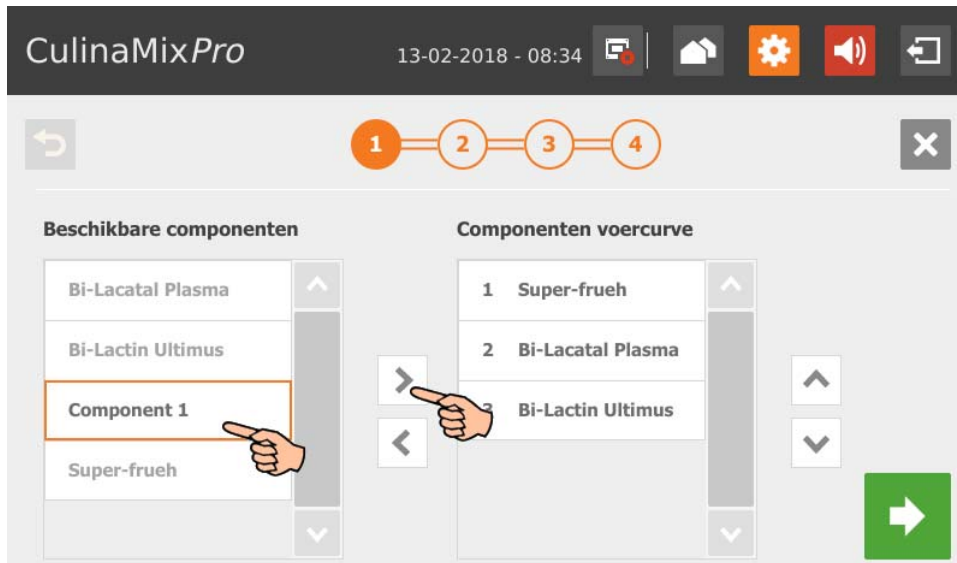 CulinaMixPro
13-02-2018 - 08:34
1 2 3 4
Beschikbare componenten
Bi-Lacatal Plasma
Bi-Lactin Ultimus
Component 1
Super-frueh
Componenten voercurve
1 Super-frueh
2 Bi-Lacatal Plasma
3 Bi-Lactin Ultimus